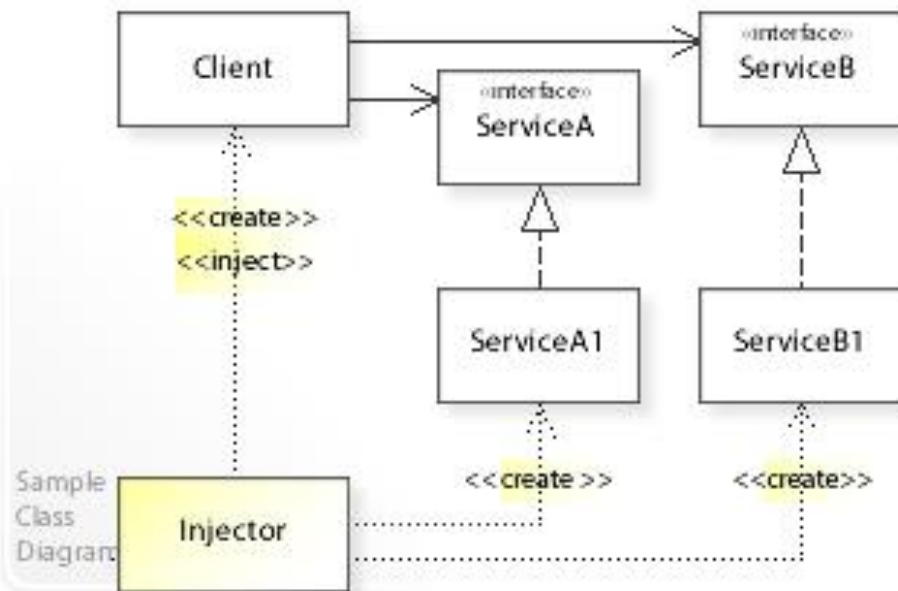 Client
«interface»
ServiceB
«interface»
ServiceA
<<create>>
<<inject>>
ServiceA1
ServiceB1
<<create >>
<<create>>
Sample
Class
Diagram
Injector